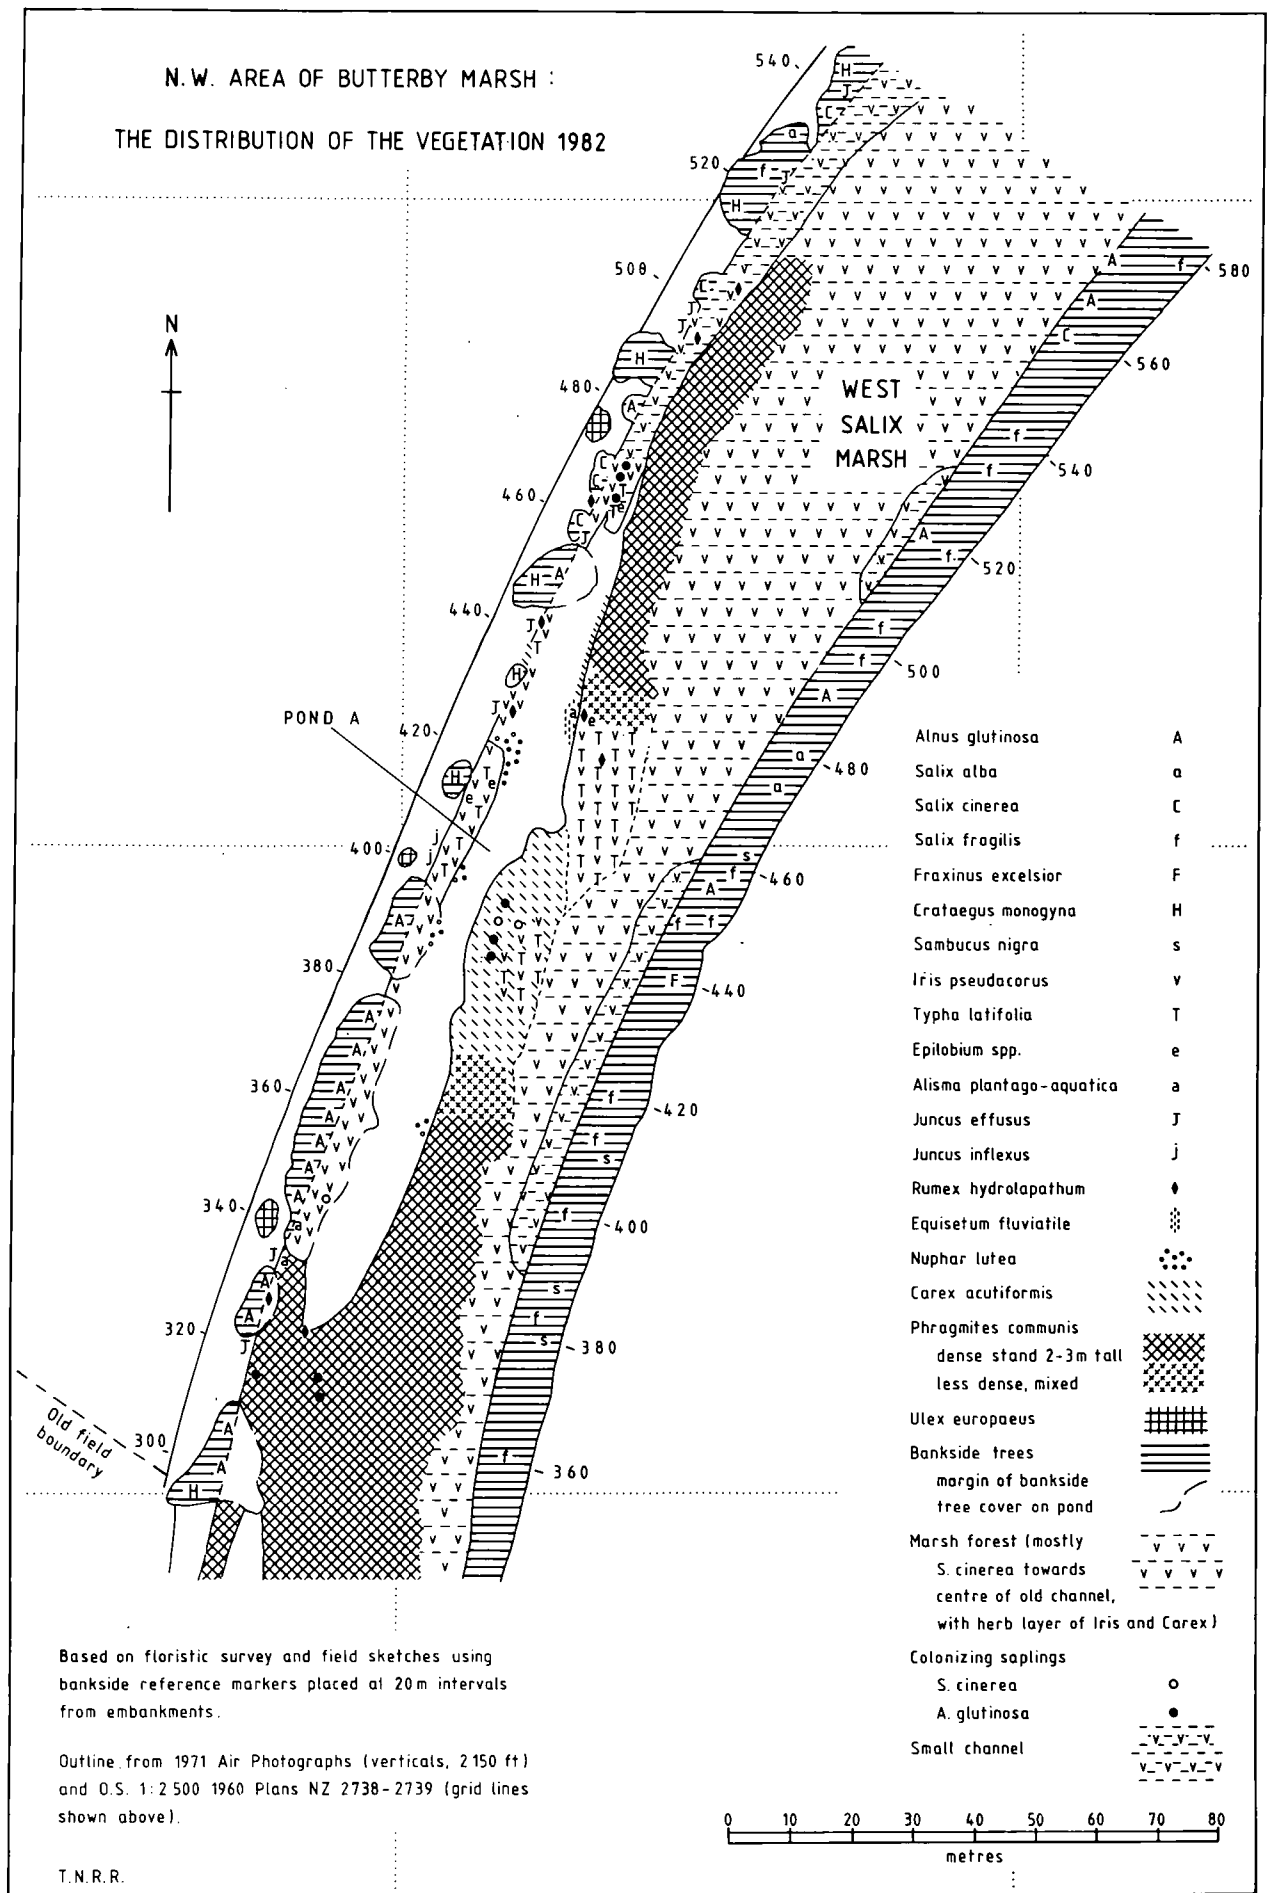 N.W. AREA OF BUTTERBY MARSH :
THE DISTRIBUTION OF THE VEGETATION 1982
N
540
520
500
480
460
440
420
400
380
360
340
320
300
580
560
540
520
500
480
460
440
420
400
380
360
WEST
SALIX
MARSH
POND A
Old field
boundary
Alnus glutinosa A
Salix alba a
Salix cinerea C
Salix fragilis f
Fraxinus excelsior F
Crataegus monogyna H
Sambucus nigra s
Iris pseudacorus v
Typha latifolia T
Epilobium spp. e
Alisma plantago-aquatica a
Juncus effusus J
Juncus inflexus j
Rumex hydrolapathum
Equisetum fluviatile
Nuphar lutea
Carex acutiformis
Phragmites communis
dense stand 2-3m tall
less dense, mixed
Ulex europaeus
Bankside trees
margin of bankside
tree cover on pond
Marsh forest (mostly
S. cinerea towards
centre of old channel,
with herb layer of Iris and Carex)
Colonizing saplings
S. cinerea
A. glutinosa
Small channel
Based on floristic survey and field sketches using
bankside reference markers placed at 20m intervals
from embankments.
Outline from 1971 Air Photographs (verticals, 2150 ft)
and O.S. 1:2500 1960 Plans NZ 2738-2739 (grid lines
shown above).
T.N.R.R.
0 10 20 30 40 50 60 70 80
metres